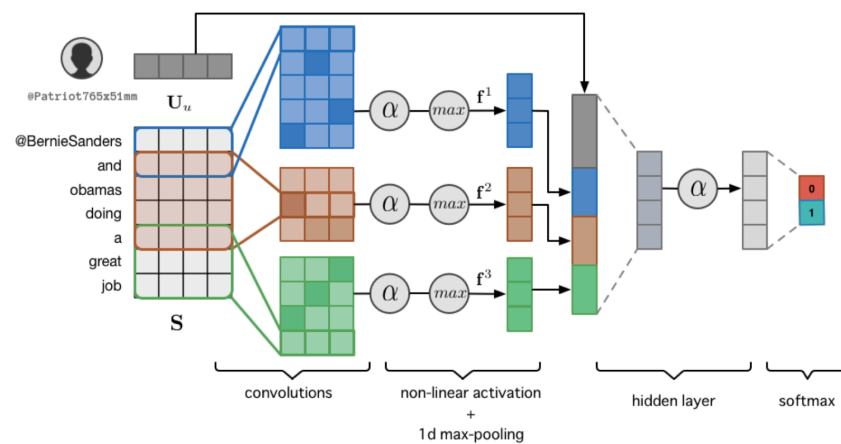 @Patriot765x51mm
U_u
@BernieSanders
and
obamas
doing
a
great
job
S
α
max
f^1
α
max
f^2
α
max
f^3
α
0
1
convolutions
non-linear activation
+
1d max-pooling
hidden layer
softmax